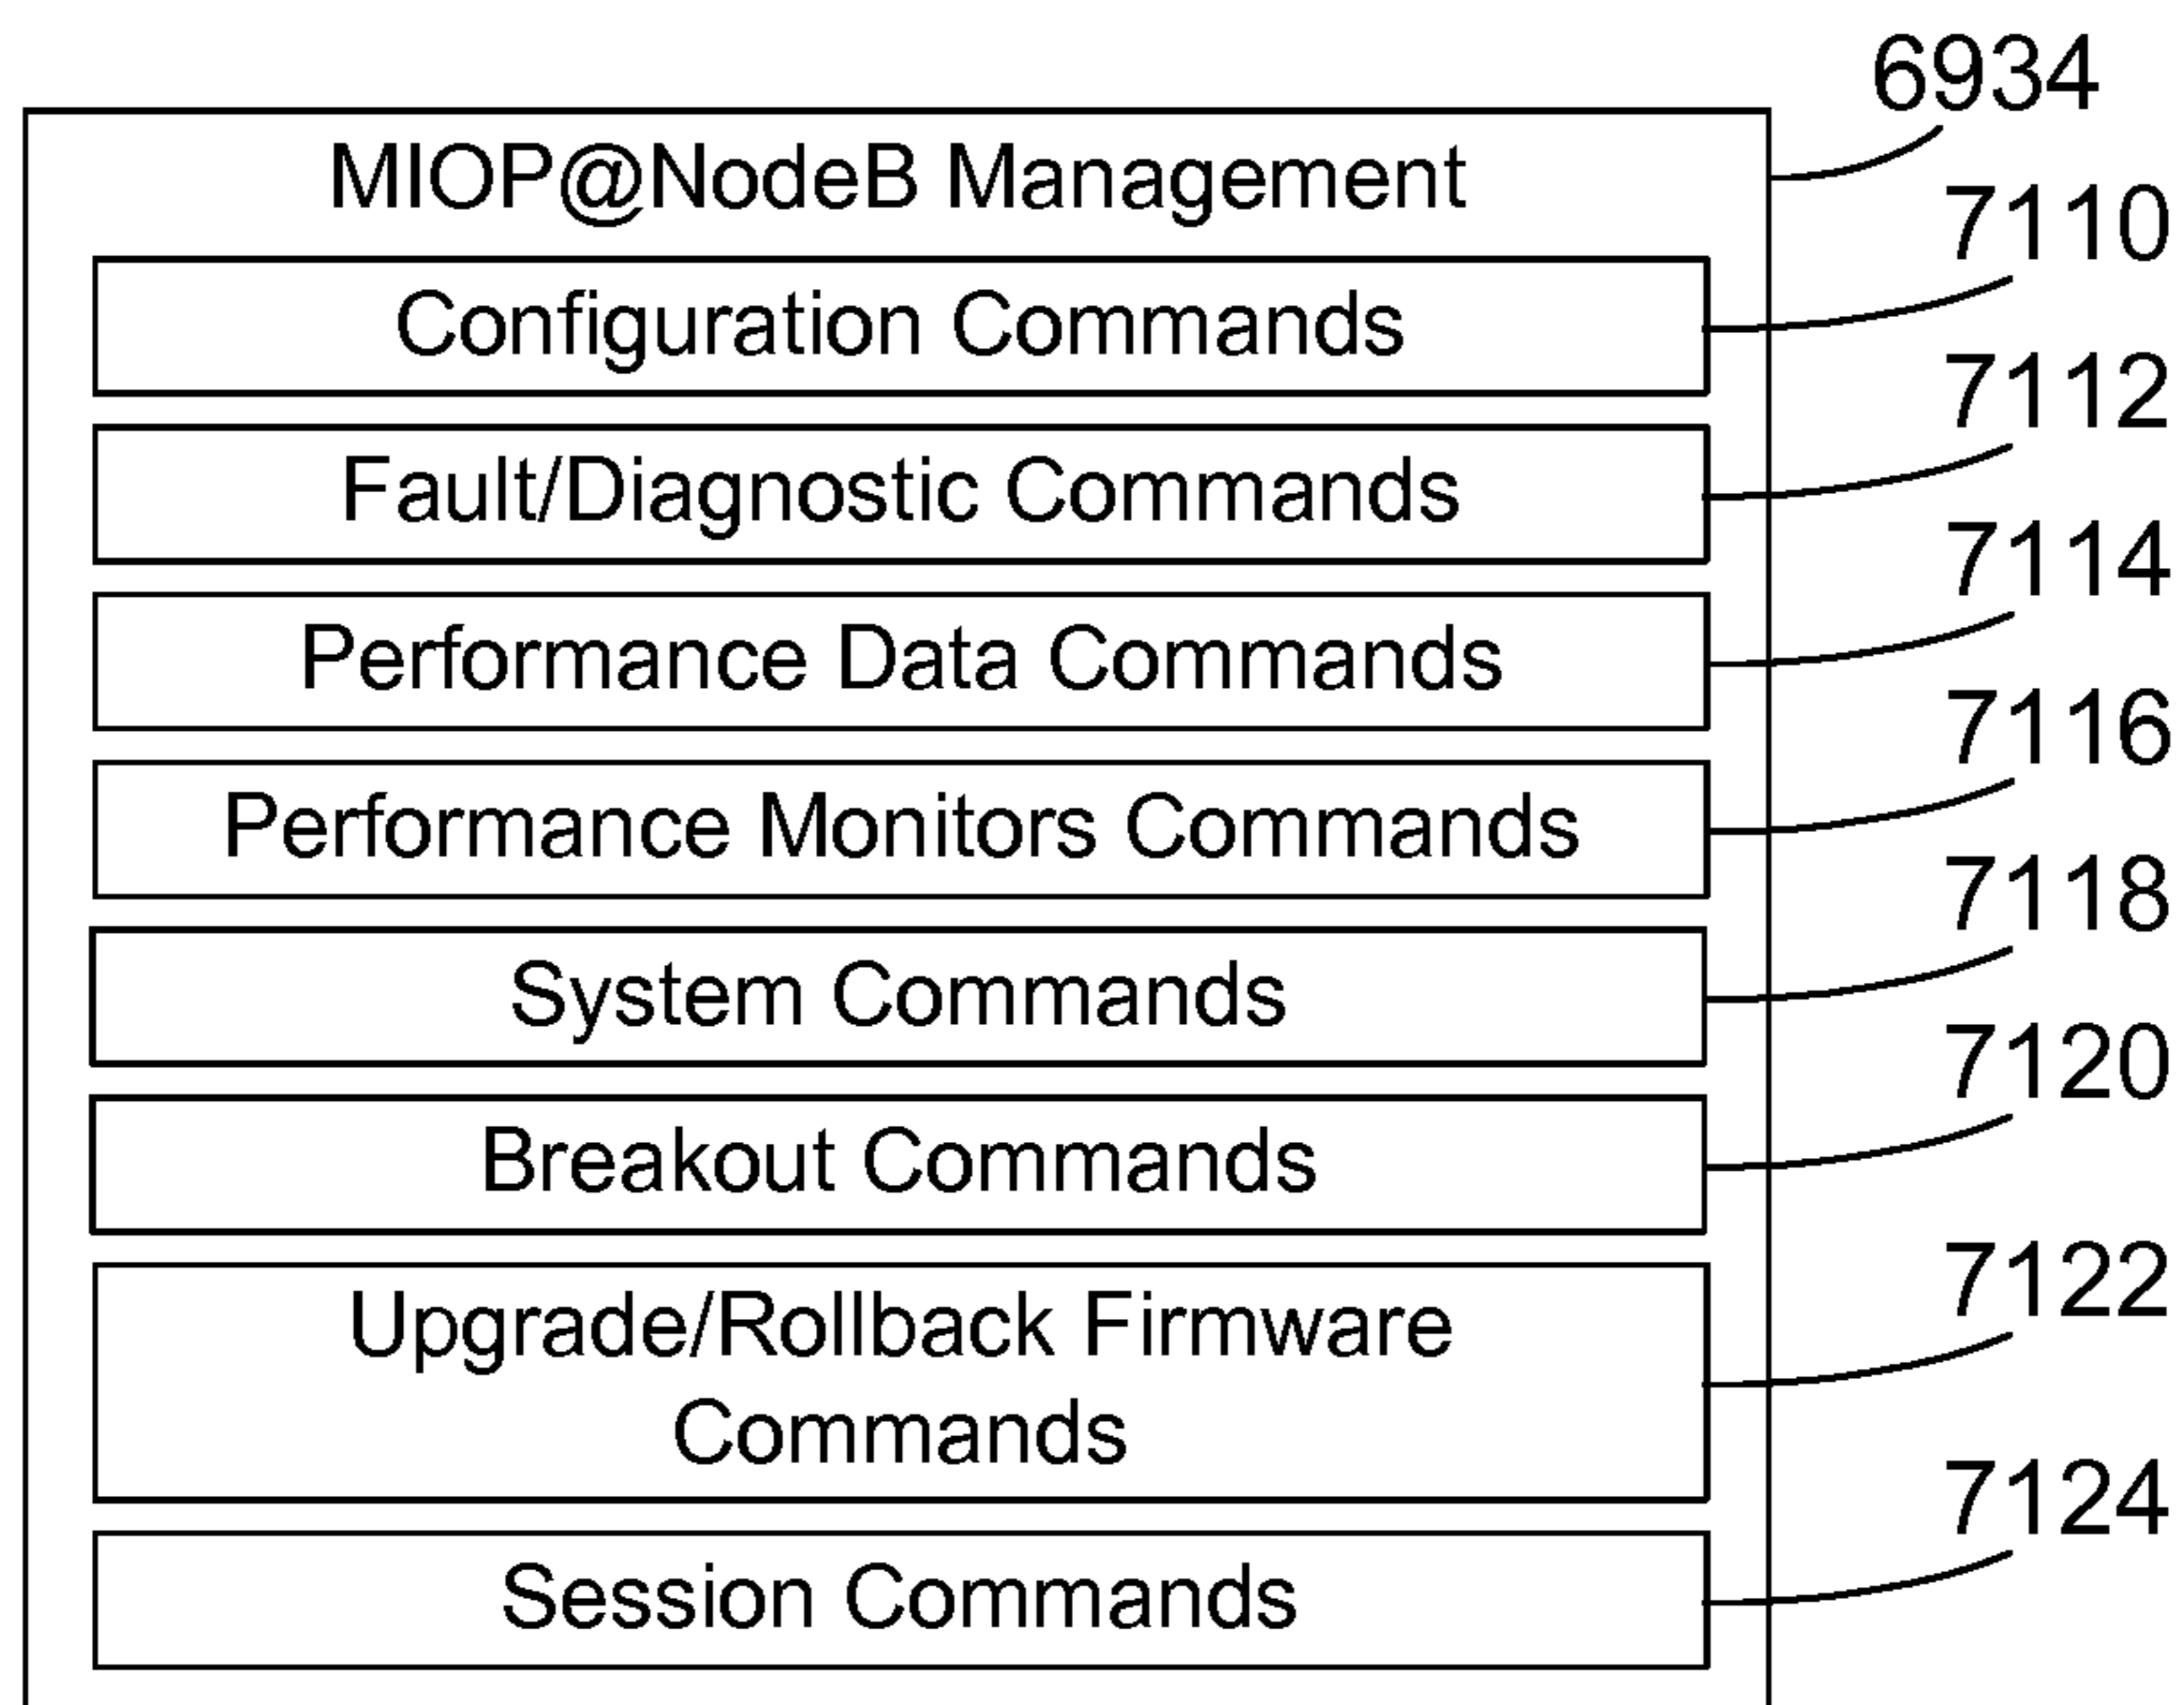 6934
MIOP@NodeB Management
7110
Configuration Commands
7112
Fault/Diagnostic Commands
7114
Performance Data Commands
7116
Performance Monitors Commands
7118
System Commands
7120
Breakout Commands
7122
Upgrade/Rollback Firmware
Commands
7124
Session Commands